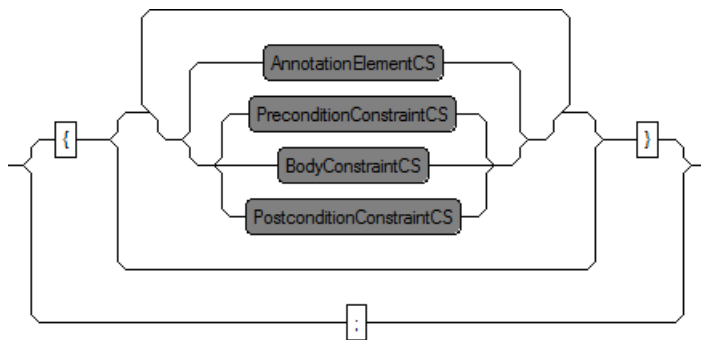 AnnotationElementCS
PreconditionConstraintCS
{
}
BodyConstraintCS
PostconditionConstraintCS
;